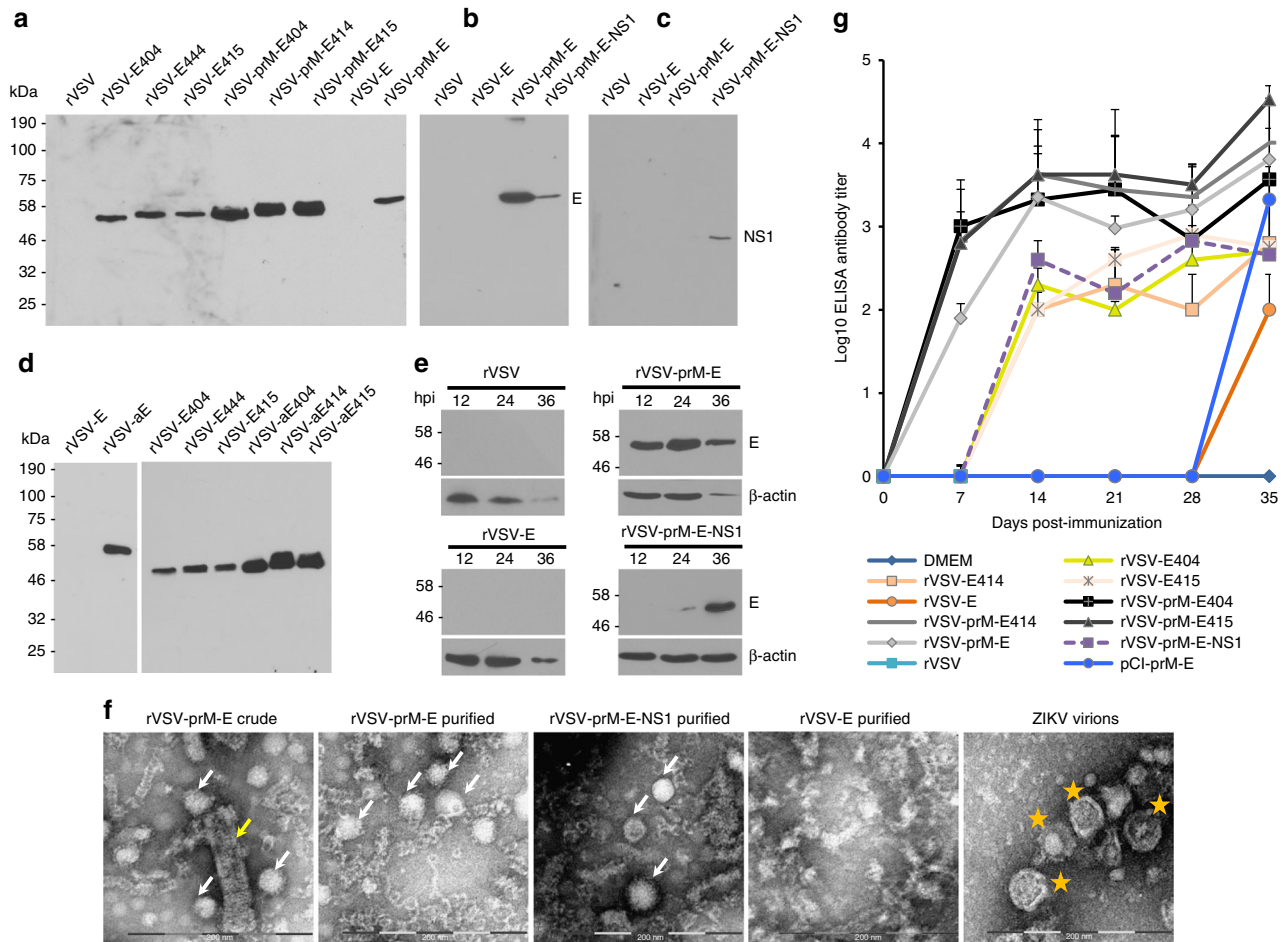 a
rVSV
rVSV-E404
rVSV-E444
rVSV-E415
rVSV-prM-E404
rVSV-prM-E414
rVSV-prM-E415
rVSV-E
rVSV-prM-E
kDa
190 -
100 -
75 -
58 -
46 -
32 -
25 -
b
rVSV
rVSV-E
rVSV-prM-E
rVSV-prM-E-NS1
E
c
rVSV
rVSV-E
rVSV-prM-E
rVSV-prM-E-NS1
NS1
d
rVSV-E
rVSV-aE
rVSV-E404
rVSV-E444
rVSV-E415
rVSV-aE404
rVSV-aE414
rVSV-aE415
kDa
190 -
100 -
75 -
58 -
46 -
32 -
25 -
e
rVSV
hpi 12 24 36
58 -
46 -
rVSV-prM-E
hpi 12 24 36
58 -
46 -
E
β-actin
rVSV-E
12 24 36
58 -
46 -
rVSV-prM-E-NS1
12 24 36
58 -
46 -
E
β-actin
f
rVSV-prM-E crude
rVSV-prM-E purified
rVSV-prM-E-NS1 purified
rVSV-E purified
ZIKV virions
200 nm
200 nm
200 nm
200 nm
200 nm
g
Log10 ELISA antibody titer
5
4
3
2
1
0
0 7 14 21 28 35
Days post-immunization
DMEM
rVSV-E404
rVSV-E414
rVSV-E415
rVSV-E
rVSV-prM-E404
rVSV-prM-E414
rVSV-prM-E415
rVSV-prM-E
rVSV-prM-E-NS1
rVSV
pCI-prM-E